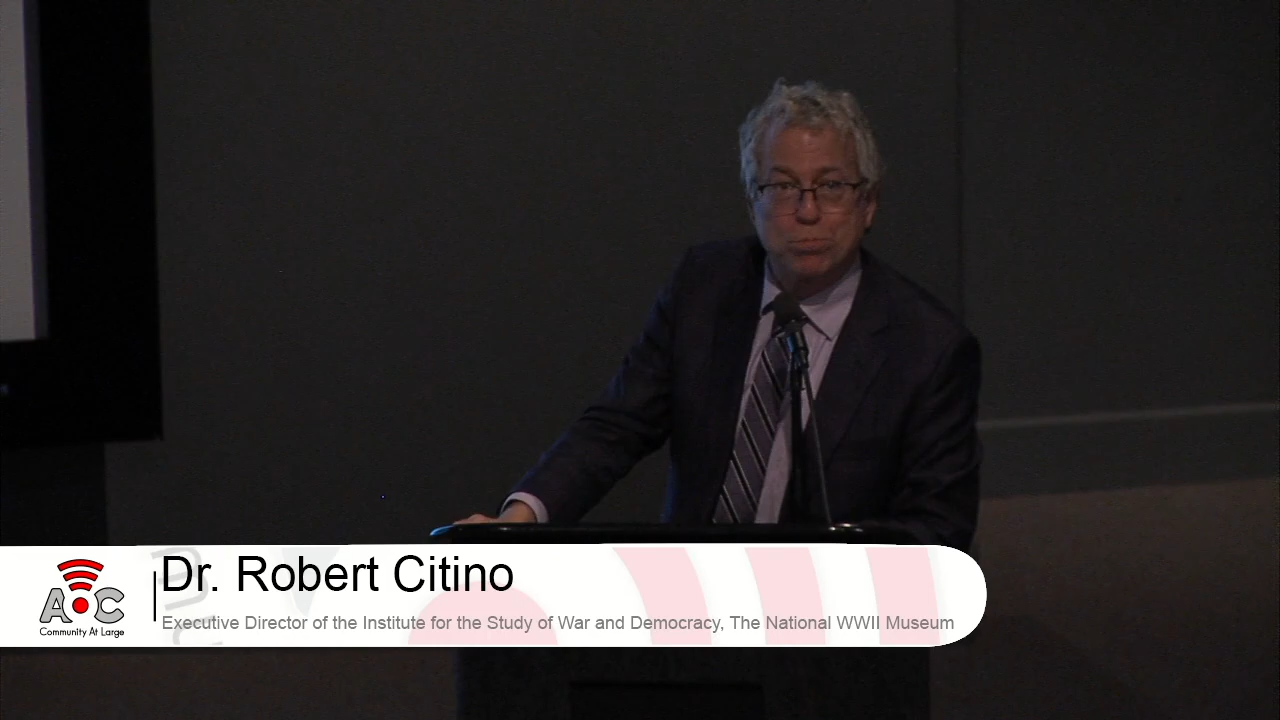 Dr. Robert Citino
Executive Director of the Institute for the Study of War and Democracy, The National WWII Museum
AOC
Community At Large